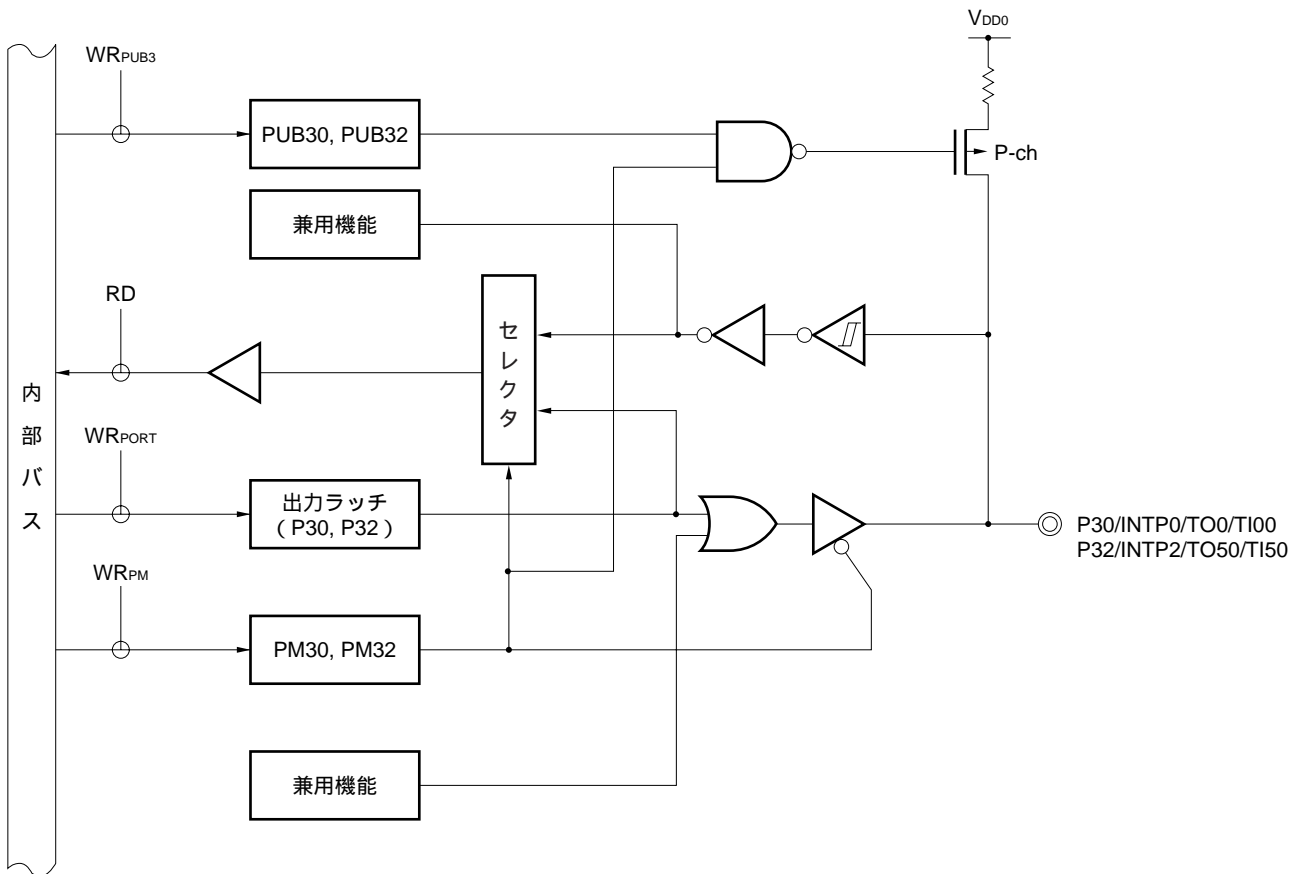 VDD0
WRPUB3
PUB30, PUB32
P-ch
兼用機能
RD
セレクタ
内部バス
WRPORT
出力ラッチ
（P30, P32）
P30/INTP0/TO0/TI00
P32/INTP2/TO50/TI50
WRPM
PM30, PM32
兼用機能